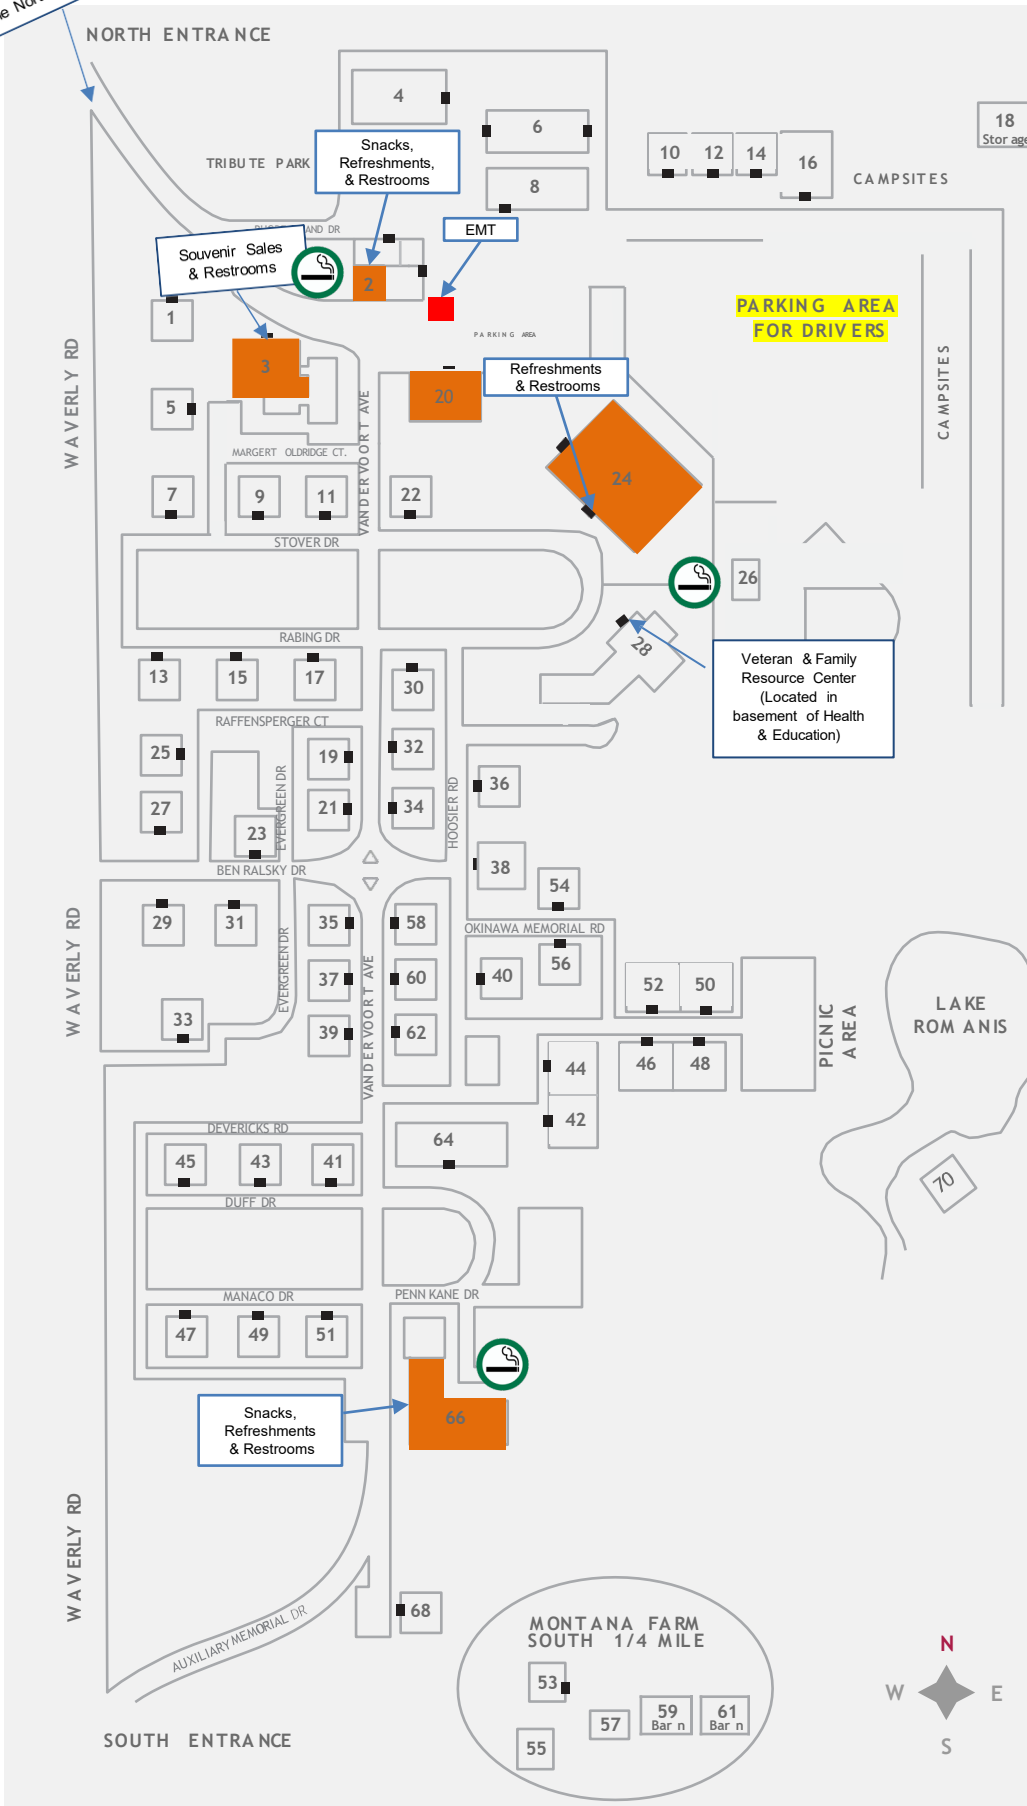 NORTH ENTRANCE
4
6
8
10
12
14
16
18
Storage
TRIBUTE PARK
CAMPSITES
Snacks,
Refreshments,
& Restrooms
EMT
Souvenir Sales
& Restrooms
2
1
PARKING AREA
FOR DRIVERS
PARKING AREA
3
Refreshments
& Restrooms
20
5
WAVERLY RD
VANDERVOORT AVE
CAMPSITES
MARGERT OLDRIDGE CT.
24
7
9
11
22
STOVER DR
26
RABING DR
28
Veteran & Family
Resource Center
(Located in
basement of Health
& Education)
13
15
17
30
RAFFENSPERGER CT
25
19
32
36
27
21
34
EVERGREEN DR
HOOSIER RD
23
38
BEN RALSKY DR
54
29
31
35
58
OKINAWA MEMORIAL RD
WAVERLY RD
EVERGREEN DR
37
60
40
56
52
50
33
39
62
VANDERVOORT AVE
PICNIC
AREA
LAKE
ROMANIS
44
46
48
42
DEVERICKS RD
64
45
43
41
70
DUFF DR
MANACO DR
PENN KANE DR
47
49
51
Snacks,
Refreshments
& Restrooms
66
WAVERLY RD
AUXILIARY MEMORIAL DR
68
MONTANA FARM
SOUTH 1/4 MILE
53
57
59
Barn
61
Barn
55
N
W
E
S
SOUTH ENTRANCE